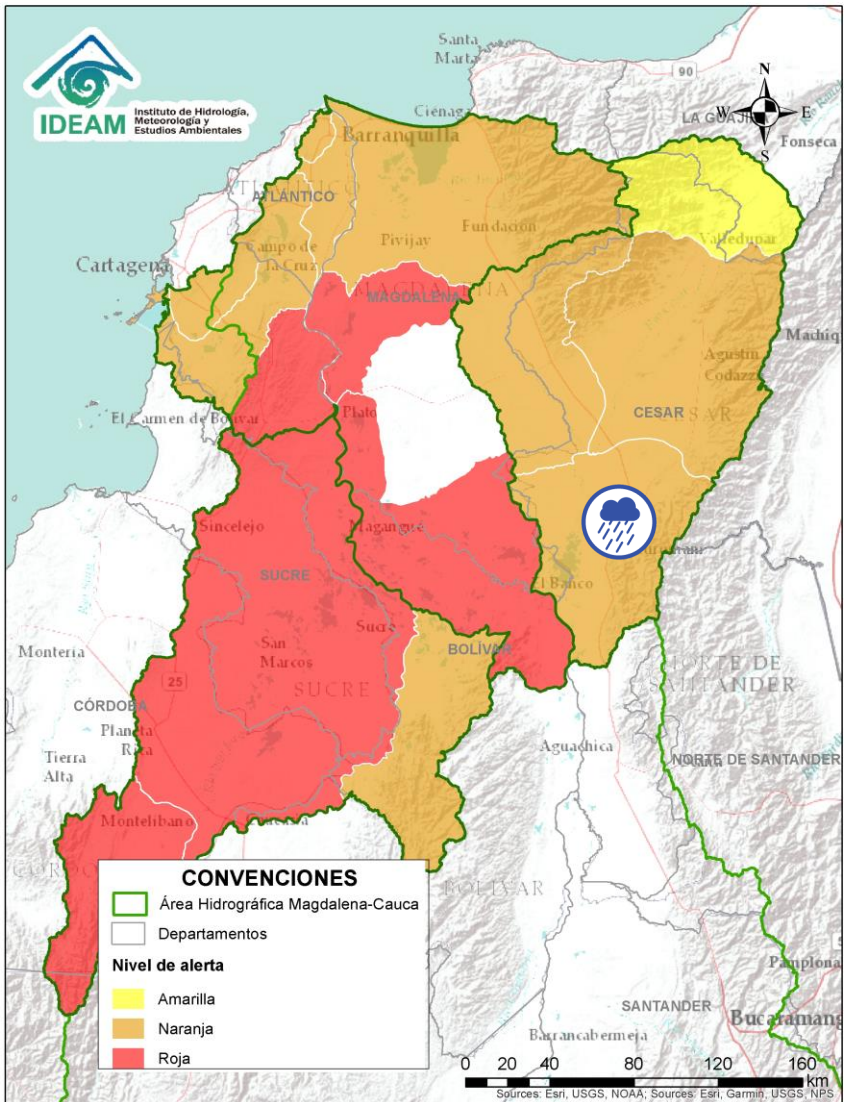 IDEAM
Instituto de Hidrología,
Meteorología y
Estudios Ambientales
Santa
Marta
90
N
W
E
S
Ciénaga
LA GUAJIRA
Fonseca
Barranquilla
ATLÁNTICO
Fundación
Pivijay
Valledupar
Campo de
la Cruz
Cartagena
MAGDALENA
Agustín
Codazzi
CESAR
El Carmen de Bolívar
Plato
Sincelejo
Magangué
SUCRE
El Banco
Sucre
San
Marcos
BOLÍVAR
SUCRE
Montería
25
CÓRDOBA
Planeta
Rica
Tierra
Alta
NORTE DE
SANTANDER
Aguachica
NORTE DE SANTANDER
Montelíbano
BOLÍVAR
Pamplona
SANTANDER
Barrancabermeja
CONVENCIONES
Área Hidrográfica Magdalena-Cauca
Departamentos
Nivel de alerta
Amarilla
Naranja
Roja
0 20 40 80 120 160
km
Sources: Esri, USGS, NOAA; Sources: Esri, Garmin, USGS, NPS